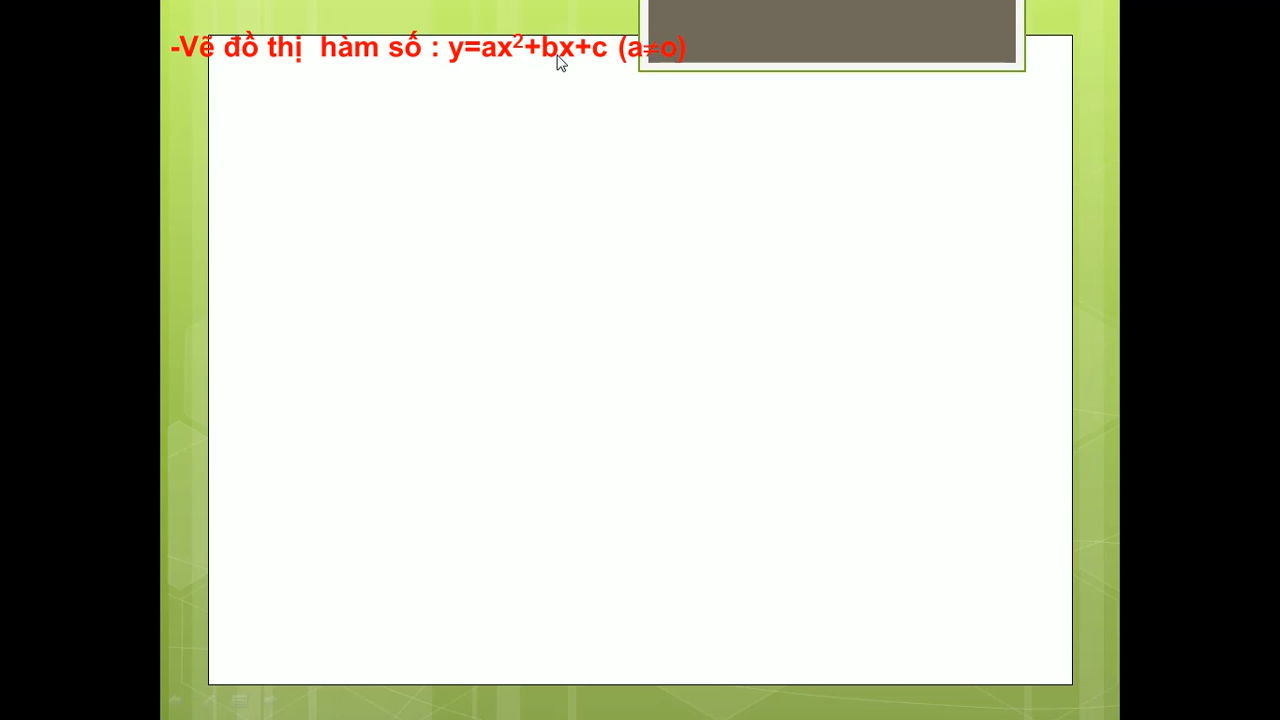 -Vẽ đồ thị hàm số : y=ax²+bx+c (a≠o)